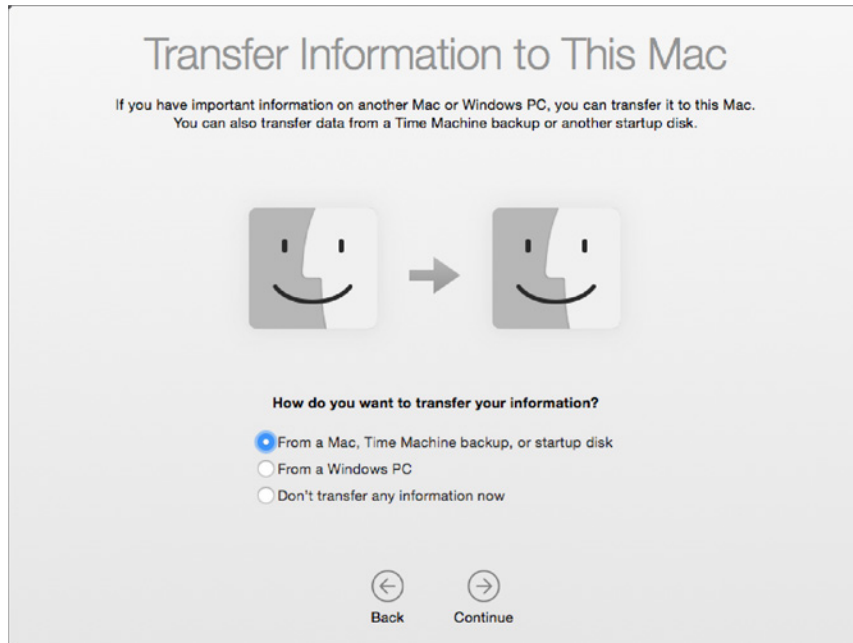 Transfer Information to This Mac
If you have important information on another Mac or Windows PC, you can transfer it to this Mac.
You can also transfer data from a Time Machine backup or another startup disk.
How do you want to transfer your information?
From a Mac, Time Machine backup, or startup disk
From a Windows PC
Don't transfer any information now
Back Continue